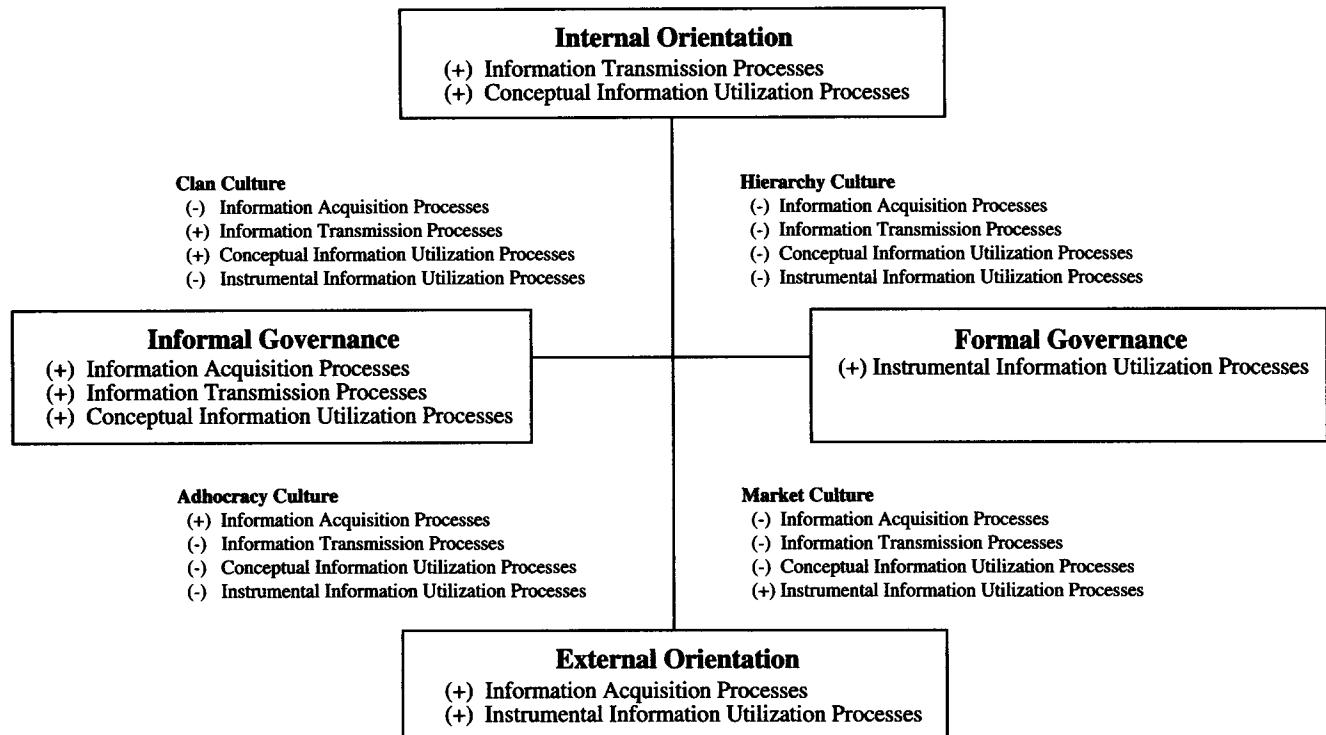 Internal Orientation
(+) Information Transmission Processes
(+) Conceptual Information Utilization Processes
Clan Culture
(-) Information Acquisition Processes
(+) Information Transmission Processes
(+) Conceptual Information Utilization Processes
(-) Instrumental Information Utilization Processes
Hierarchy Culture
(-) Information Acquisition Processes
(-) Information Transmission Processes
(-) Conceptual Information Utilization Processes
(-) Instrumental Information Utilization Processes
Informal Governance
(+) Information Acquisition Processes
(+) Information Transmission Processes
(+) Conceptual Information Utilization Processes
Formal Governance
(+) Instrumental Information Utilization Processes
Adhocracy Culture
(+) Information Acquisition Processes
(-) Information Transmission Processes
(-) Conceptual Information Utilization Processes
(-) Instrumental Information Utilization Processes
Market Culture
(-) Information Acquisition Processes
(-) Information Transmission Processes
(-) Conceptual Information Utilization Processes
(+) Instrumental Information Utilization Processes
External Orientation
(+) Information Acquisition Processes
(+) Instrumental Information Utilization Processes